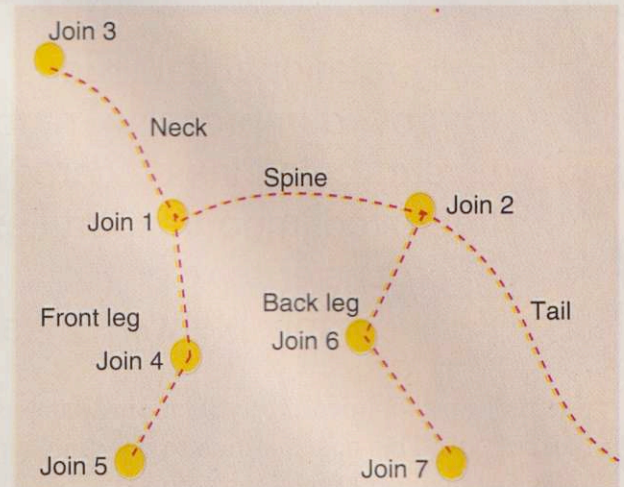 Join 3
Neck
Spine
Join 1
Join 2
Front leg
Back leg
Tail
Join 4
Join 6
Join 5
Join 7